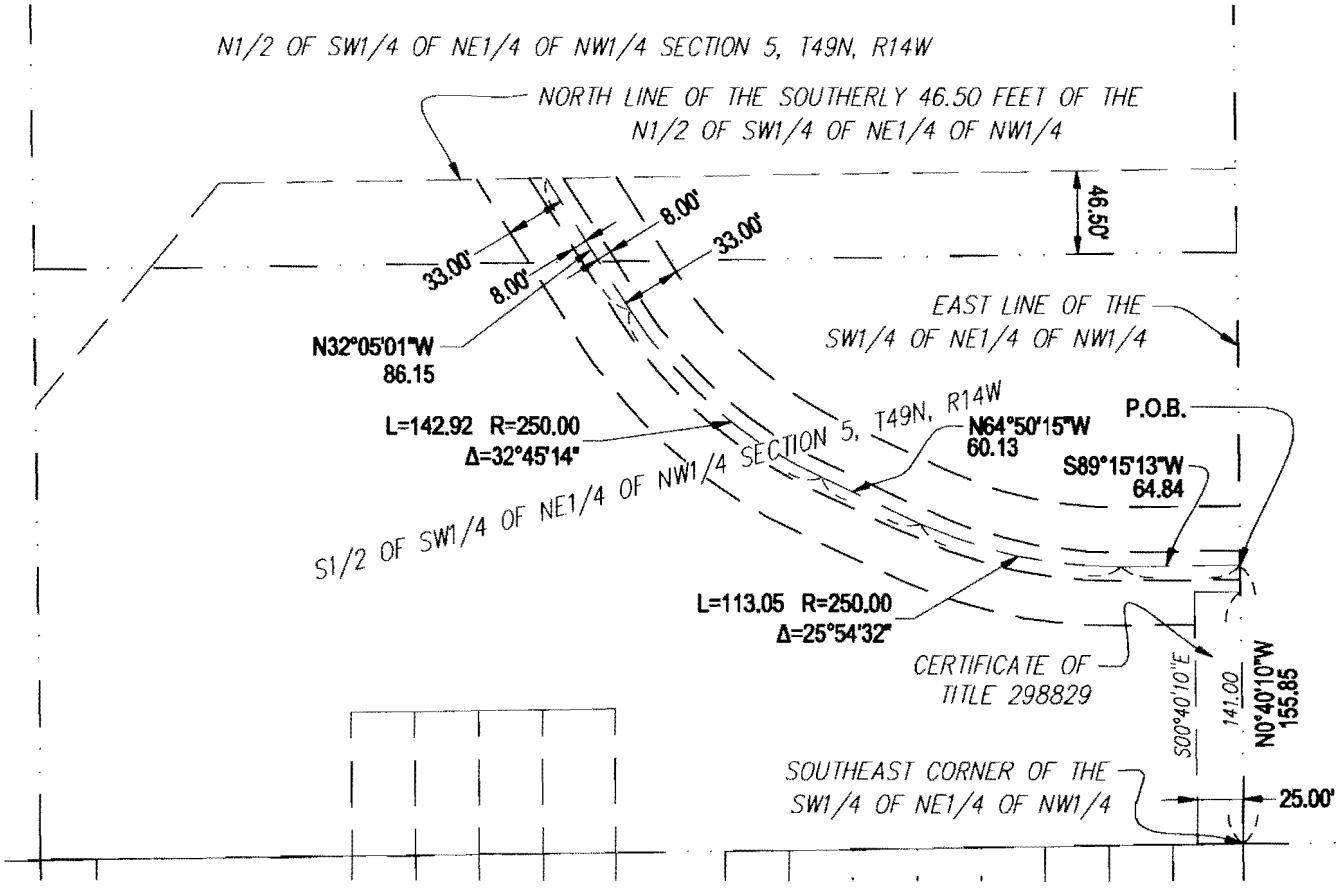 N1/2 OF SW1/4 OF NE1/4 OF NW1/4 SECTION 5, T49N, R14W
NORTH LINE OF THE SOUTHERLY 46.50 FEET OF THE
N1/2 OF SW1/4 OF NE1/4 OF NW1/4
46.50'
8.00'
33.00'
33.00'
8.00'
EAST LINE OF THE
SW1/4 OF NE1/4 OF NW1/4
N32°05'01"W
86.15
L=142.92 R=250.00
Δ=32°45'14"
S1/2 OF SW1/4 OF NE1/4 OF NW1/4 SECTION 5, T49N, R14W
N64°50'15"W
60.13
P.O.B.
S89°15'13"W
64.84
L=113.05 R=250.00
Δ=25°54'32"
CERTIFICATE OF
TITLE 298829
S00°40'10"E
141.00
N0°40'10"W
155.85
SOUTHEAST CORNER OF THE
SW1/4 OF NE1/4 OF NW1/4
25.00'